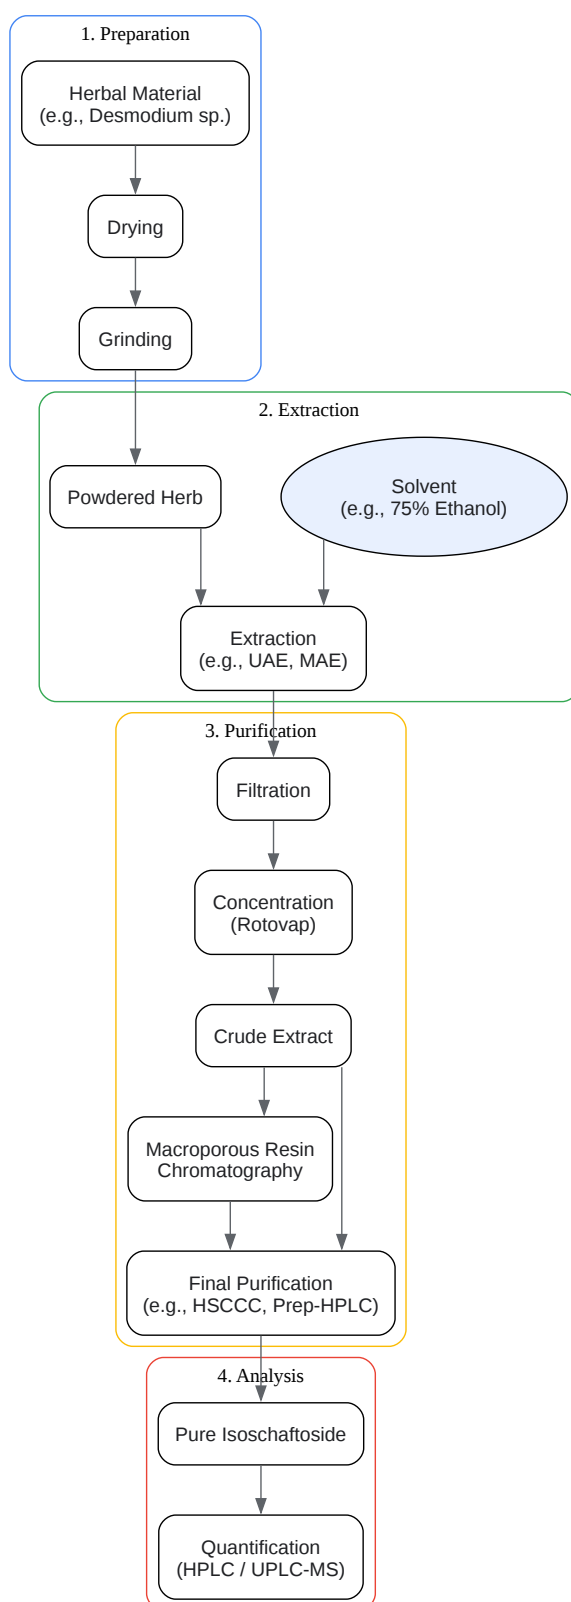 1. Preparation
Herbal Material
(e.g., Desmodium sp.)
Drying
Grinding
2. Extraction
Powdered Herb
Solvent
(e.g., 75% Ethanol)
Extraction
(e.g., UAE, MAE)
3. Purification
Filtration
Concentration
(Rotovap)
Crude Extract
Macroporous Resin
Chromatography
Final Purification
(e.g., HSCCC, Prep-HPLC)
4. Analysis
Pure Isoschaftoside
Quantification
(HPLC / UPLC-MS)